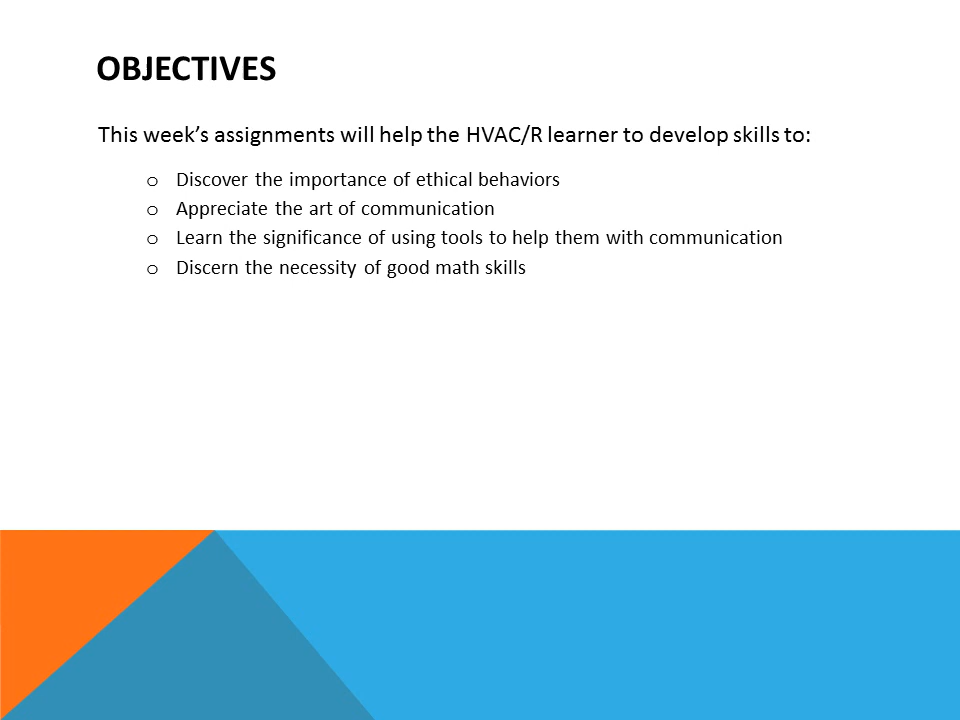 OBJECTIVES
This week’s assignments will help the HVAC/R learner to develop skills to:
o Discover the importance of ethical behaviors
o Appreciate the art of communication
o Learn the significance of using tools to help them with communication
o Discern the necessity of good math skills